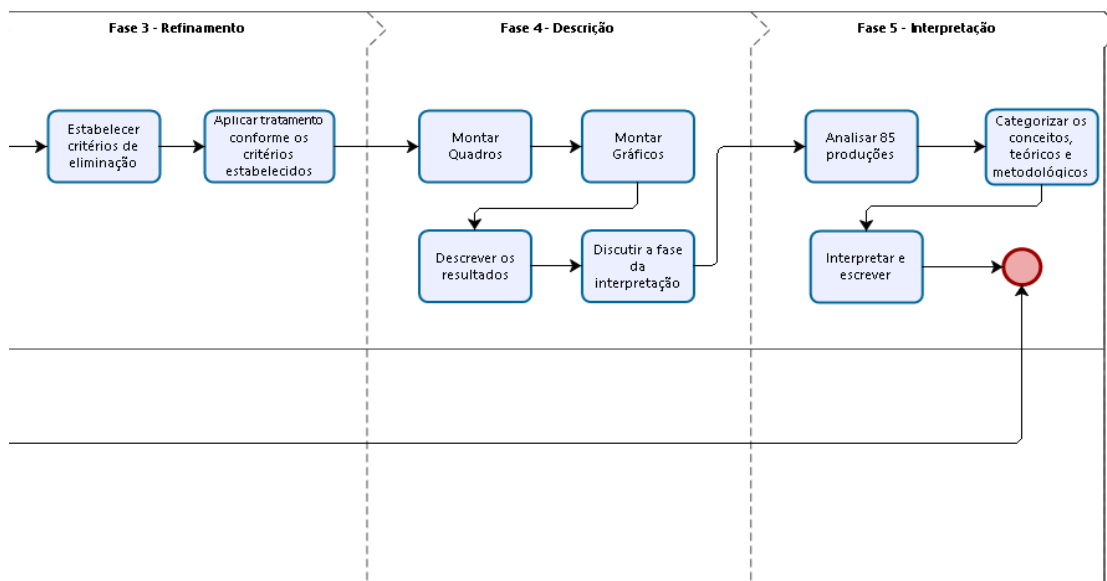 Fase 3 - Refinamento
Fase 4 - Descrição
Fase 5 - Interpretação
Estabelecer
critérios de
eliminação
Aplicar tratamento
conforme os
critérios
estabelecidos
Montar
Quadros
Montar
Gráficos
Descrever os
resultados
Discutir a fase
da
interpretação
Analisar 85
produções
Categorizar os
conceitos,
teóricos e
metodológicos
Interpretar e
escrever